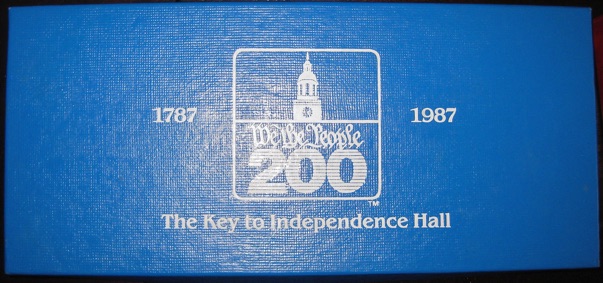 1787
1987
We the People
200
TM
The Key to Independence Hall